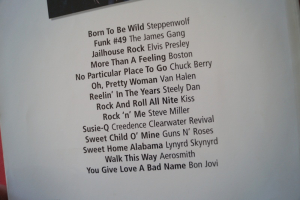 Born To Be Wild Steppenwolf
Funk #49 The James Gang
Jailhouse Rock Elvis Presley
More Than A Feeling Boston
No Particular Place To Go Chuck Berry
Oh, Pretty Woman Van Halen
Reelin' In The Years Steely Dan
Rock And Roll All Nite Kiss
Rock 'n' Me Steve Miller
Susie-Q Creedence Clearwater Revival
Sweet Child O' Mine Guns N' Roses
Sweet Home Alabama Lynyrd Skynyrd
Walk This Way Aerosmith
You Give Love A Bad Name Bon Jovi